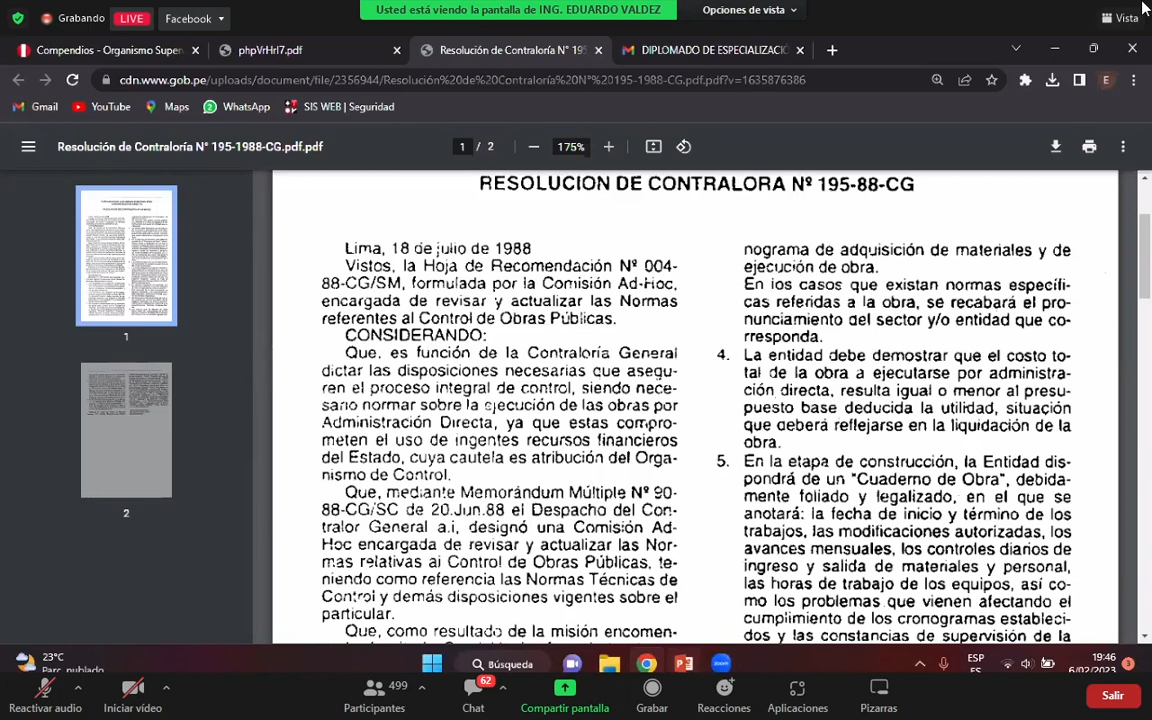 Grabando
LIVE
Facebook
Usted está viendo la pantalla de ING. EDUARDO VALDEZ
Opciones de vista
Vista
Compendios - Organismo Super
phpVrHrI7.pdf
Resolución de Contraloría N° 195
DIPLOMADO DE ESPECIALIZACIÓ
cdn.www.gob.pe/uploads/document/file/2356944/Resolución%20de%20Contraloría%20N°%20195-1988-CG.pdf.pdf?v=1635876386
E
Gmail
YouTube
Maps
WhatsApp
SIS WEB | Seguridad
Resolución de Contraloría N° 195-1988-CG.pdf.pdf
1 / 2
175%
1
2
RESOLUCION DE CONTRALORA Nº 195-88-CG
Lima, 18 de julio de 1988
Vistos, la Hoja de Recomendación Nº 004-
88-CG/SM, formulada por la Comisión Ad-Hoc,
encargada de revisar y actualizar las Normas
referentes al Control de Obras Públicas.
CONSIDERANDO:
Que, es función de la Contraloría General
dictar las disposiciones necesarias que asegu-
ren el proceso integral de control, siendo nece-
sario normar sobre la ejecución de las obras por
Administración Directa, ya que estas compro-
meten el uso de ingentes recursos financieros
del Estado, cuya cautela es atribución del Orga-
nismo de Control.
Que, mediante Memorándum Múltiple Nº 90-
88-CG/SC de 20.Jun.88 el Despacho del Con-
tralor General a.i, designó una Comisión Ad-
Hoc encargada de revisar y actualizar las Nor-
mas relativas al Control de Obras Públicas, te-
niendo como referencia las Normas Técnicas de
Control y demás disposiciones vigentes sobre el
particular.
Que, como resultado de la misión encomen-
nograma de adquisición de materiales y de
ejecución de obra.
En los casos que existan normas específi-
cas referidas a la obra, se recabará el pro-
nunciamiento del sector y/o entidad que co-
rresponda.
4. La entidad debe demostrar que el costo to-
tal de la obra a ejecutarse por administra-
ción directa, resulta igual o menor al presu-
puesto base deducida la utilidad, situación
que deberá reflejarse en la liquidación de la
obra.
5. En la etapa de construcción, la Entidad dis-
pondrá de un "Cuaderno de Obra", debida-
mente foliado y legalizado, en el que se
anotará: la fecha de inicio y término de los
trabajos, las modificaciones autorizadas, los
avances mensuales, los controles diarios de
ingreso y salida de materiales y personal,
las horas de trabajo de los equipos, así co-
mo los problemas que vienen afectando el
cumplimiento de los cronogramas estableci-
dos y las constancias de supervisión de la
23°C
Parc. nublado
Búsqueda
ESP
ES
19:46
6/02/2023
3
Reactivar audio
Iniciar vídeo
499
Participantes
62
Chat
Compartir pantalla
Grabar
Reacciones
Aplicaciones
Pizarras
Salir